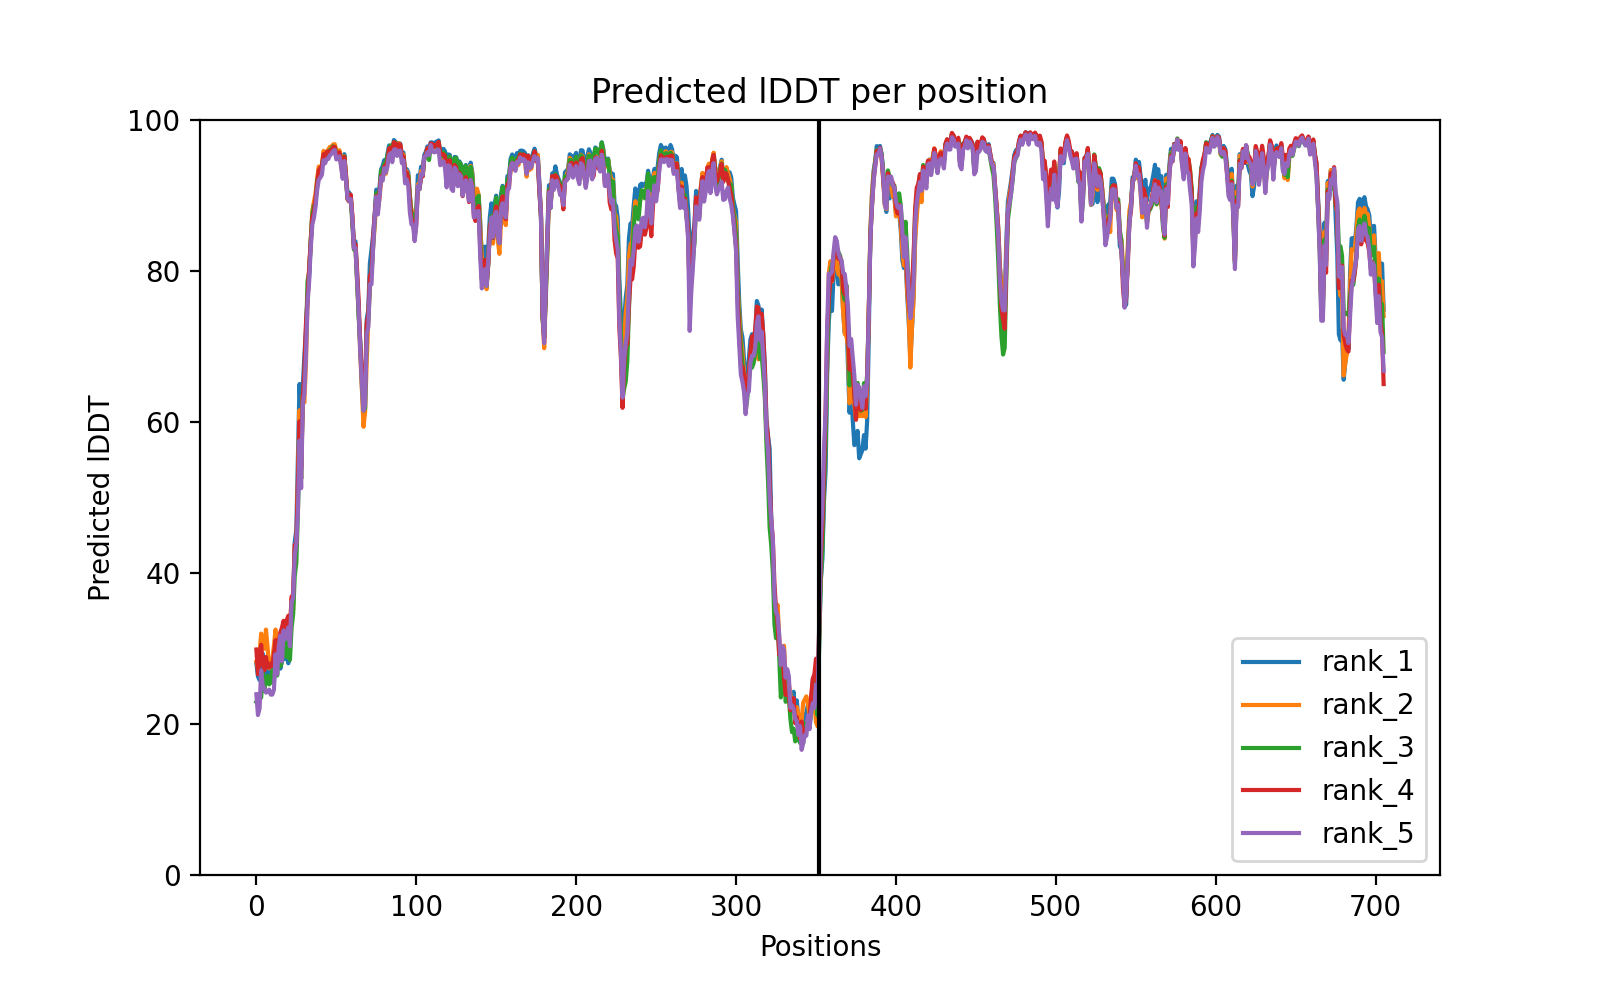 Predicted lDDT per position
100
80
60
40
20
0
Predicted lDDT
0 100 200 300 400 500 600 700
Positions
rank_1
rank_2
rank_3
rank_4
rank_5